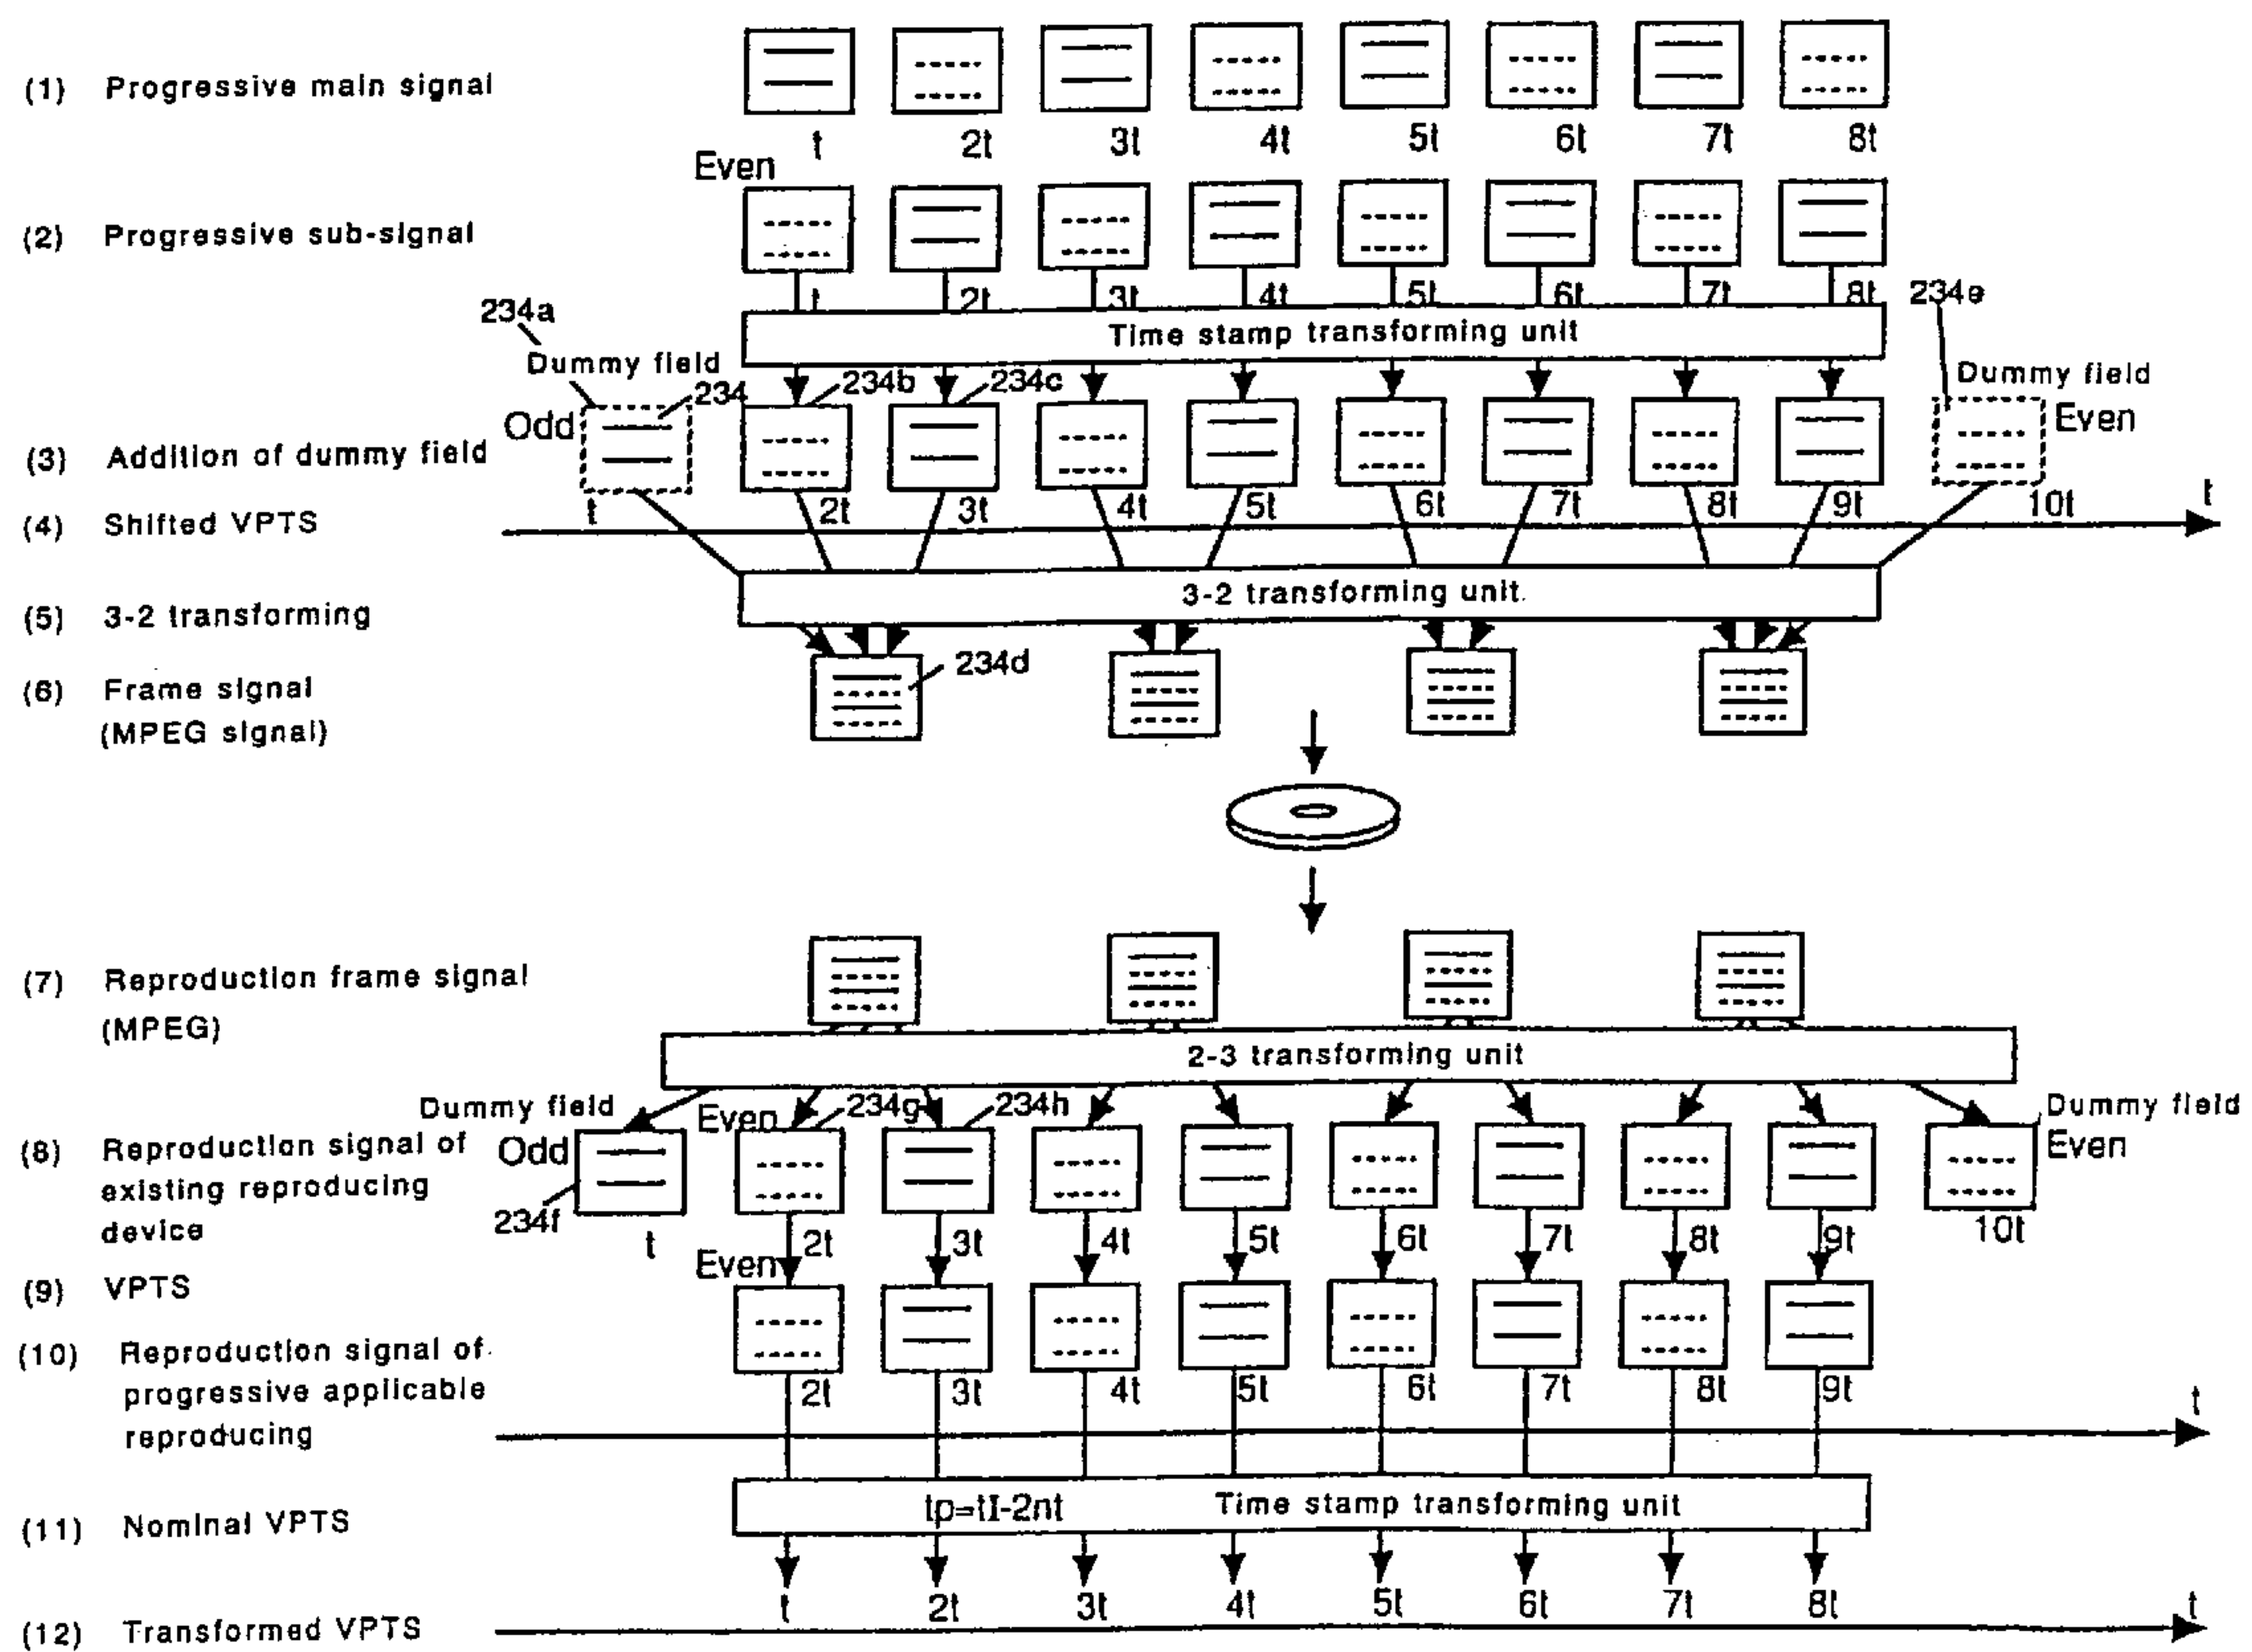 (1) Progressive main signal
t 2t 3t 4t 5t 6t 7t 8t
Even
(2) Progressive sub-signal
t 2t 3t 4t 5t 6t 7t 8t
234a 234e
Time stamp transforming unit
Dummy field 234 234b 234c Dummy field
Odd Even
(3) Addition of dummy field
t 2t 3t 4t 5t 6t 7t 8t 9t 10t t
(4) Shifted VPTS
3-2 transforming unit
(5) 3-2 transforming
234d
(6) Frame signal
(MPEG signal)
(7) Reproduction frame signal
(MPEG)
2-3 transforming unit
Dummy field Even 234g 234h Dummy field
(8) Reproduction signal of Odd Even
existing reproducing
device
234f
t 2t 3t 4t 5t 6t 7t 8t 9t 10t
Even
(9) VPTS
(10) Reproduction signal of
progressive applicable
reproducing
2t 3t 4t 5t 6t 7t 8t 9t t
tp=tI-2nt Time stamp transforming unit
(11) Nominal VPTS
t 2t 3t 4t 5t 6t 7t 8t t
(12) Transformed VPTS